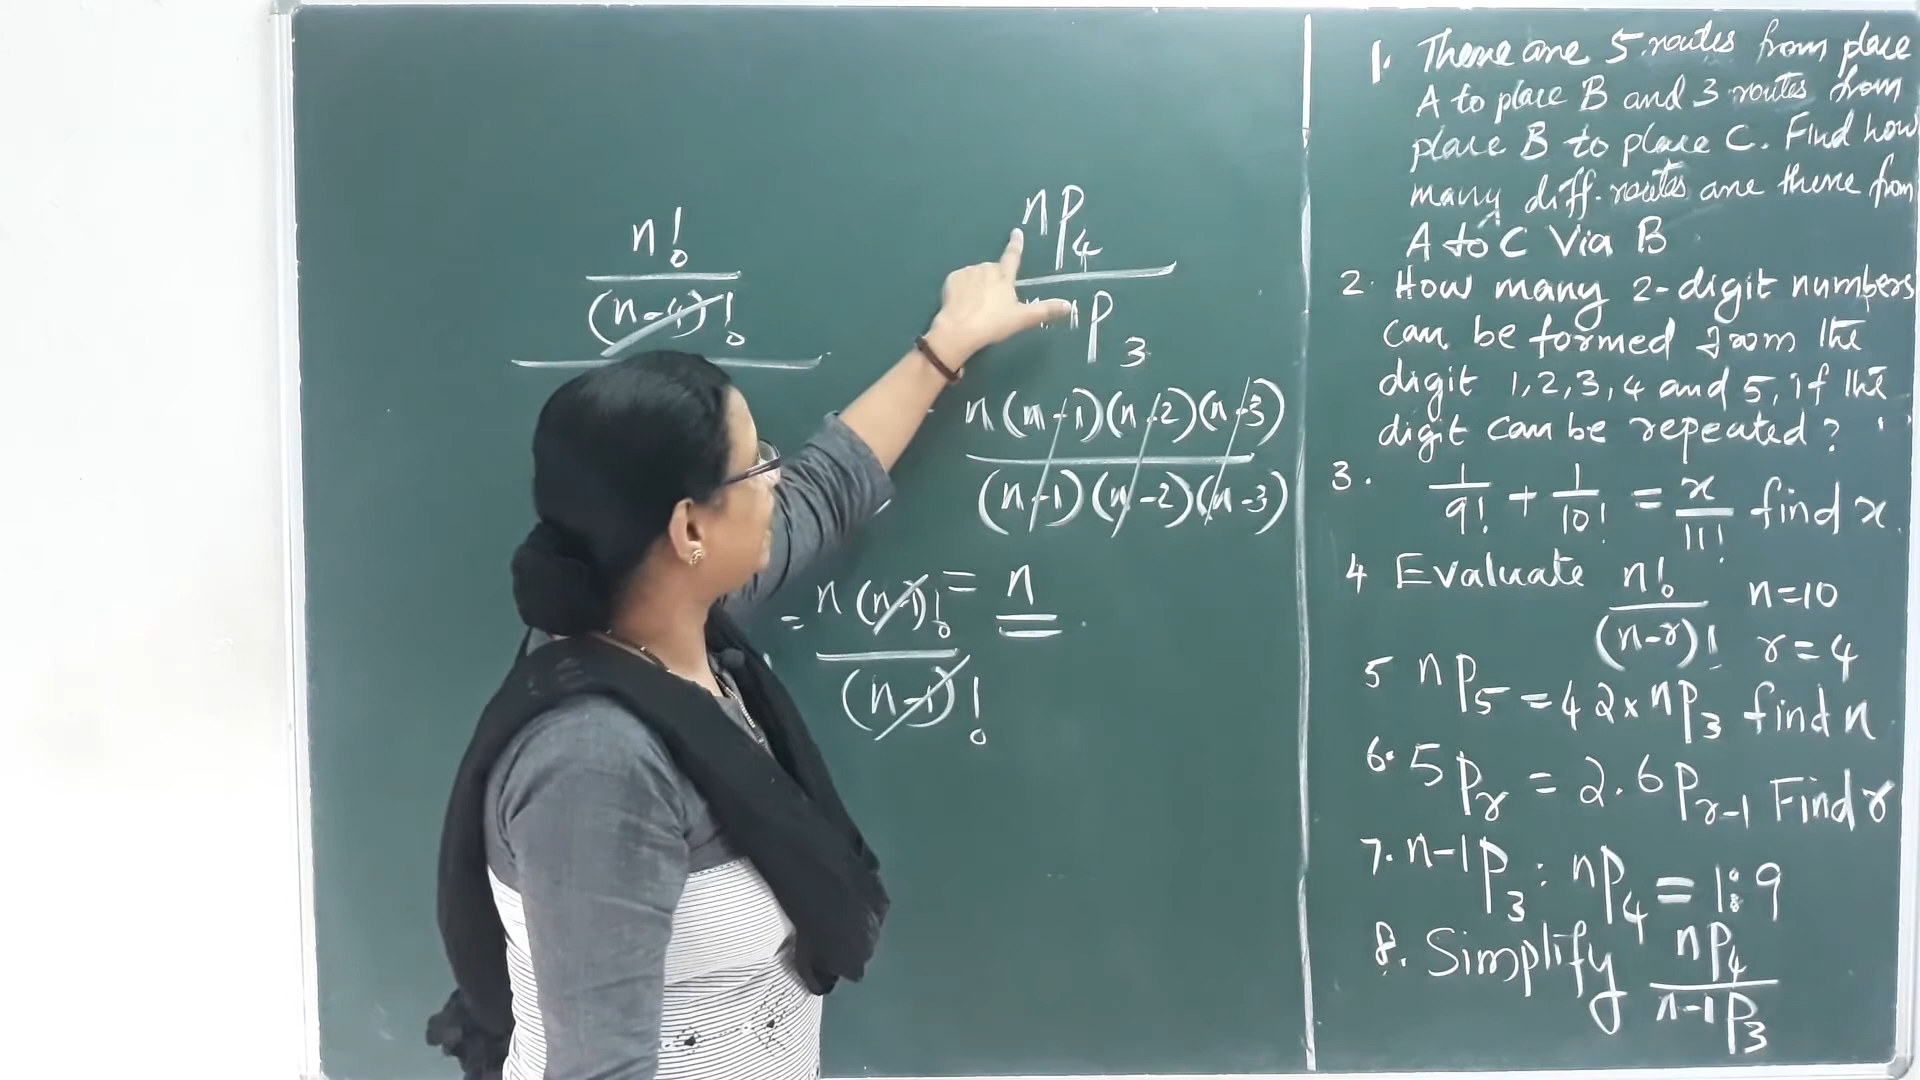 n!
(n-4)!
nP4
n-1P3
n(n-1)(n-2)(n-3)
(n-1)(n-2)(n-3)
= n(n-1)! = n
(n-1)!
1. There are 5 routes from place
A to place B and 3 routes from
place B to place C. Find how
many diff. routes are there from
A to C Via B
2. How many 2-digit numbers
can be formed from the
digit 1, 2, 3, 4 and 5, if the
digit can be repeated?
3. 1/9! + 1/10! = x/11! find x.
4 Evaluate n!/(n-r)! n=10
r=4
5 nP5 = 42 x nP3 find n
6. 5Pr = 2.6Pr-1 Find r
7. n-1P3 : nP4 = 1:9
8. Simplify nP4
n-1P3